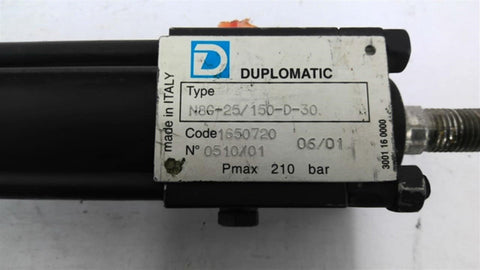 D
DUPLOMATIC
made in ITALY
Type
N8G-25/150-D-30.
Code 1650720
N° 0510/01 06/01
Pmax 210 bar
3001 16 0000